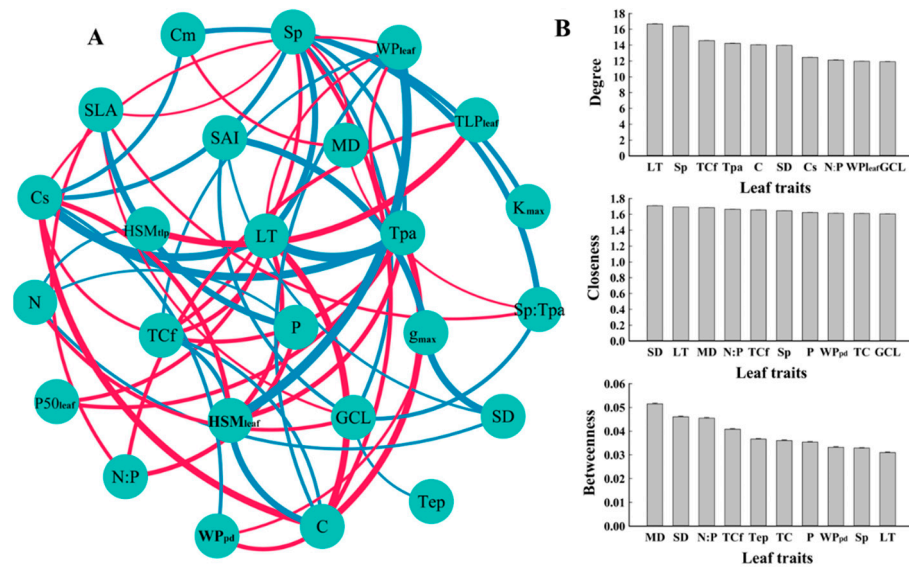 A
Cm
Sp
WPleaf
SLA
SAI
MD
TLPleaf
Cs
HSMtlp
LT
Tpa
Kmax
N
TCf
P
gmax
Sp:Tpa
P50leaf
HSMleaf
GCL
SD
N:P
Tep
WPpd
C
B
18
16
14
12
10
8
6
4
2
0
Degree
LT Sp TCf Tpa C SD Cs N:P WPleaf GCL
Leaf traits
1.8
1.6
1.4
1.2
1.0
0.8
0.6
0.4
0.2
0.0
Closeness
SD LT MD N:P TCf Sp P WPpd TC GCL
Leaf traits
0.06
0.05
0.04
0.03
0.02
0.01
0.00
Betweenness
MD SD N:P TCf Tep TC P WPpd Sp LT
Leaf traits